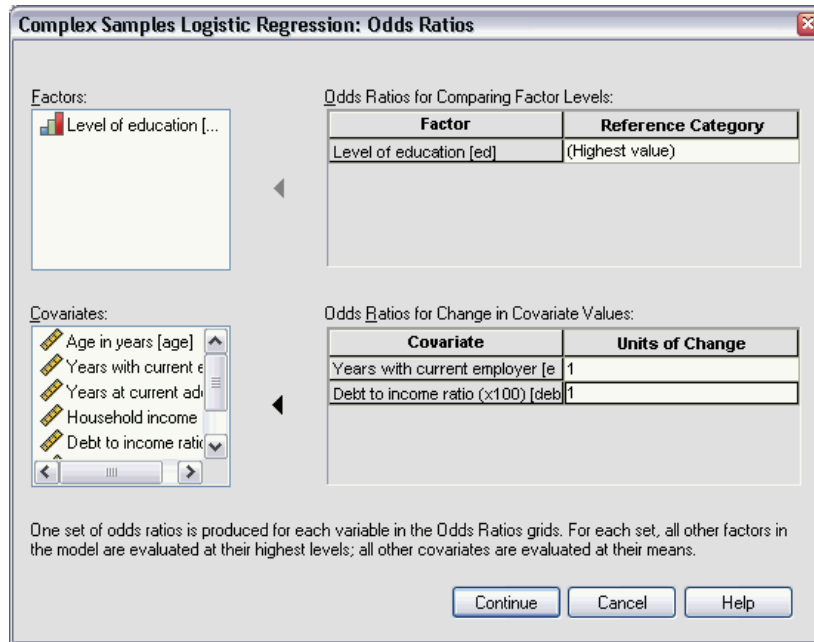 Complex Samples Logistic Regression: Odds Ratios
Factors:
Level of education [...
Odds Ratios for Comparing Factor Levels:
Factor Reference Category
Level of education [ed] (Highest value)
Covariates:
Age in years [age]
Years with current e
Years at current add
Household income
Debt to income ratio
Odds Ratios for Change in Covariate Values:
Covariate Units of Change
Years with current employer [e 1
Debt to income ratio (x100) [deb 1
One set of odds ratios is produced for each variable in the Odds Ratios grids. For each set, all other factors in
the model are evaluated at their highest levels; all other covariates are evaluated at their means.
Continue Cancel Help